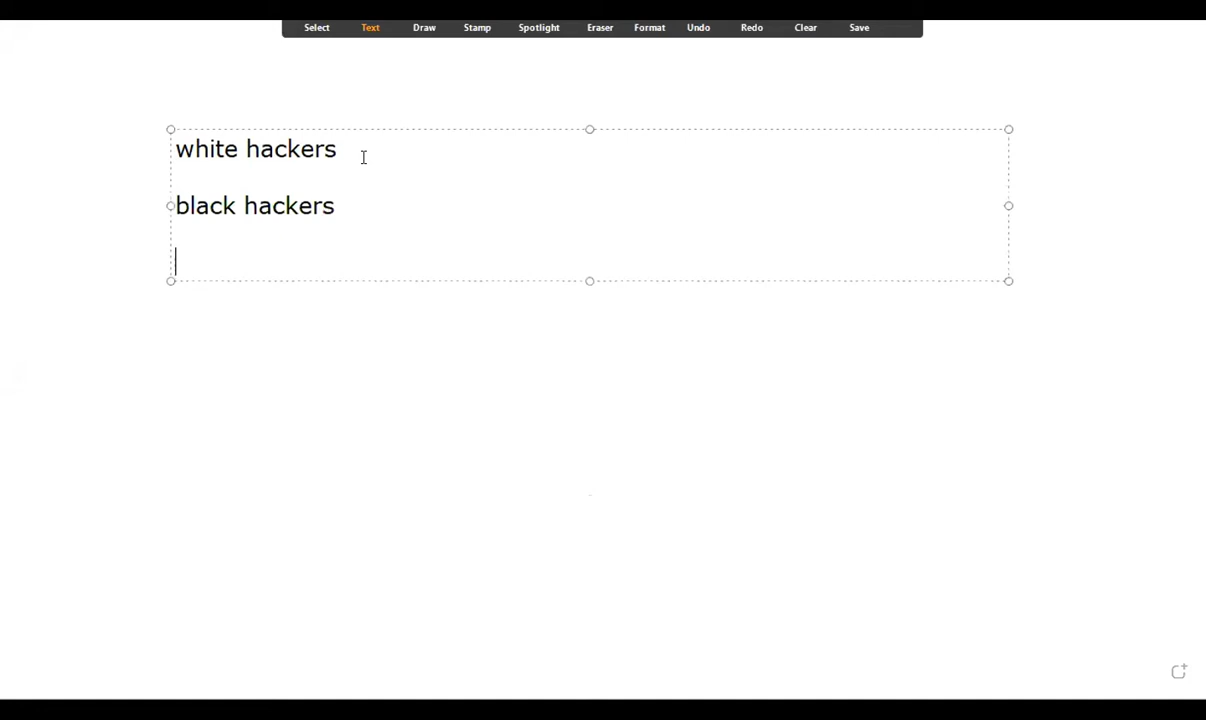 Select Text Draw Stamp Spotlight Eraser Format Undo Redo Clear Save
white hackers
black hackers